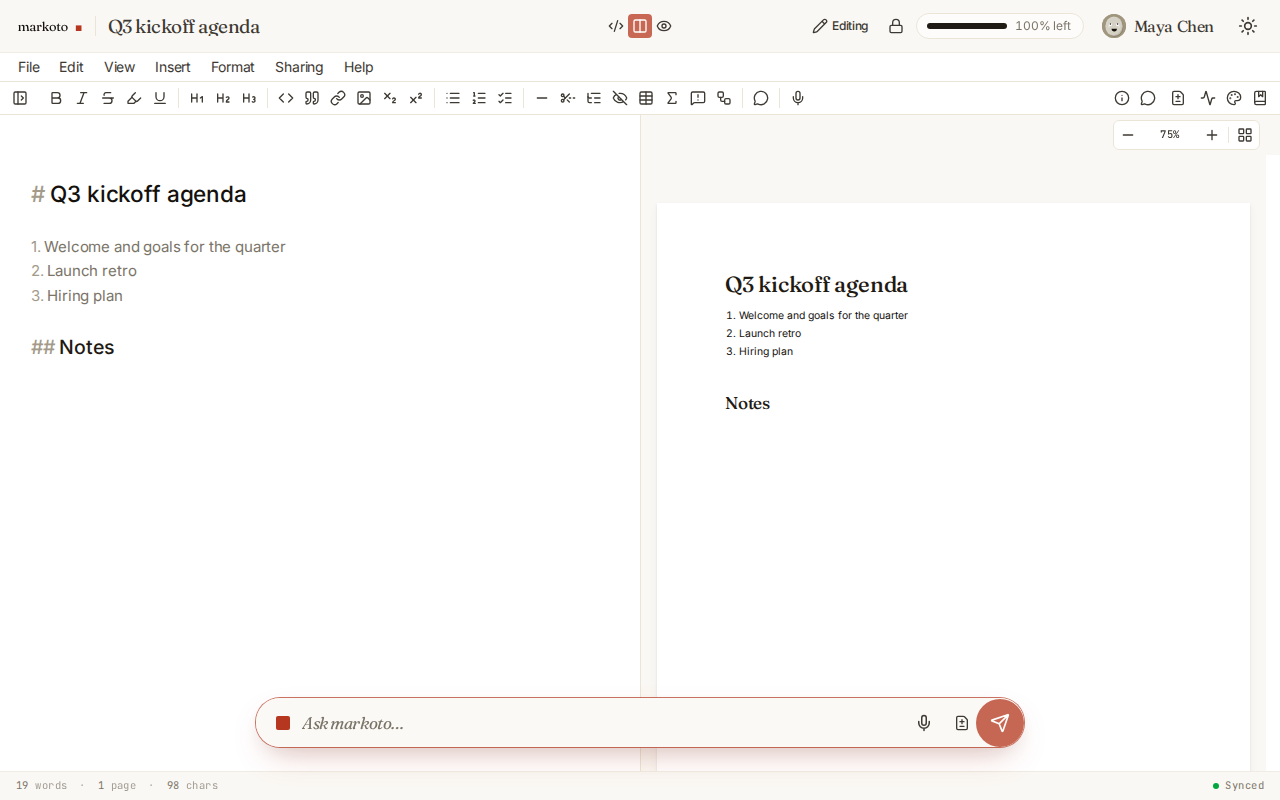 markoto
Q3 kickoff agenda
Editing
100% left
Maya Chen
File Edit View Insert Format Sharing Help
H1 H2 H3
75%
# Q3 kickoff agenda
1. Welcome and goals for the quarter
2. Launch retro
3. Hiring plan
## Notes
Q3 kickoff agenda
1. Welcome and goals for the quarter
2. Launch retro
3. Hiring plan
Notes
Ask markoto...
19 words · 1 page · 98 chars
Synced